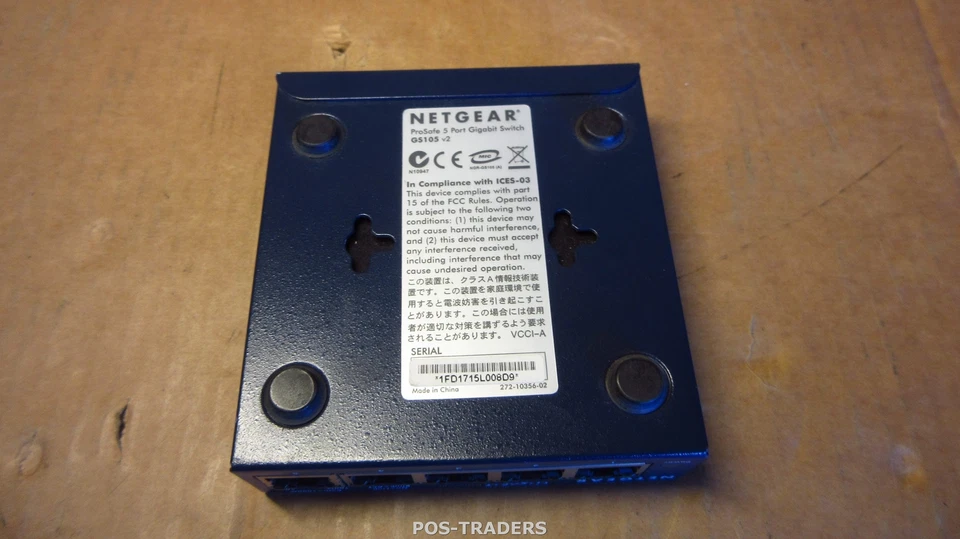 NETGEAR®
ProSafe 5 Port Gigabit Switch
GS105 v2
N10947
In Compliance with ICES-03
This device complies with part
15 of the FCC Rules. Operation
is subject to the following two
conditions: (1) this device may
not cause harmful interference,
and (2) this device must accept
any interference received,
including interference that may
cause undesired operation.
この装置は、クラスA情報技術装
置です。この装置を家庭環境で使
用すると電波妨害を引き起こすこ
とがあります。この場合には使用
者が適切な対策を講ずるよう要求
されることがあります。 VCCI-A
SERIAL
*1FD1715L008D9*
Made in China 272-10356-02
NETGEAR
POS-TRADERS